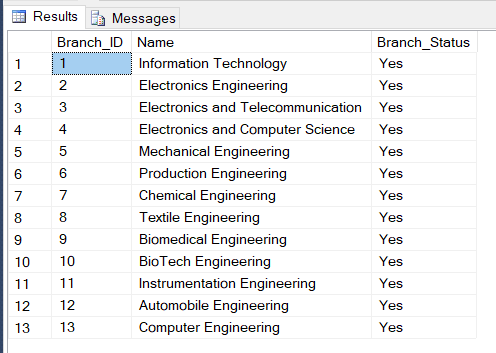 Results Messages
Branch_ID Name Branch_Status
1 1 Information Technology Yes
2 2 Electronics Engineering Yes
3 3 Electronics and Telecommunication Yes
4 4 Electronics and Computer Science Yes
5 5 Mechanical Engineering Yes
6 6 Production Engineering Yes
7 7 Chemical Engineering Yes
8 8 Textile Engineering Yes
9 9 Biomedical Engineering Yes
10 10 BioTech Engineering Yes
11 11 Instrumentation Engineering Yes
12 12 Automobile Engineering Yes
13 13 Computer Engineering Yes